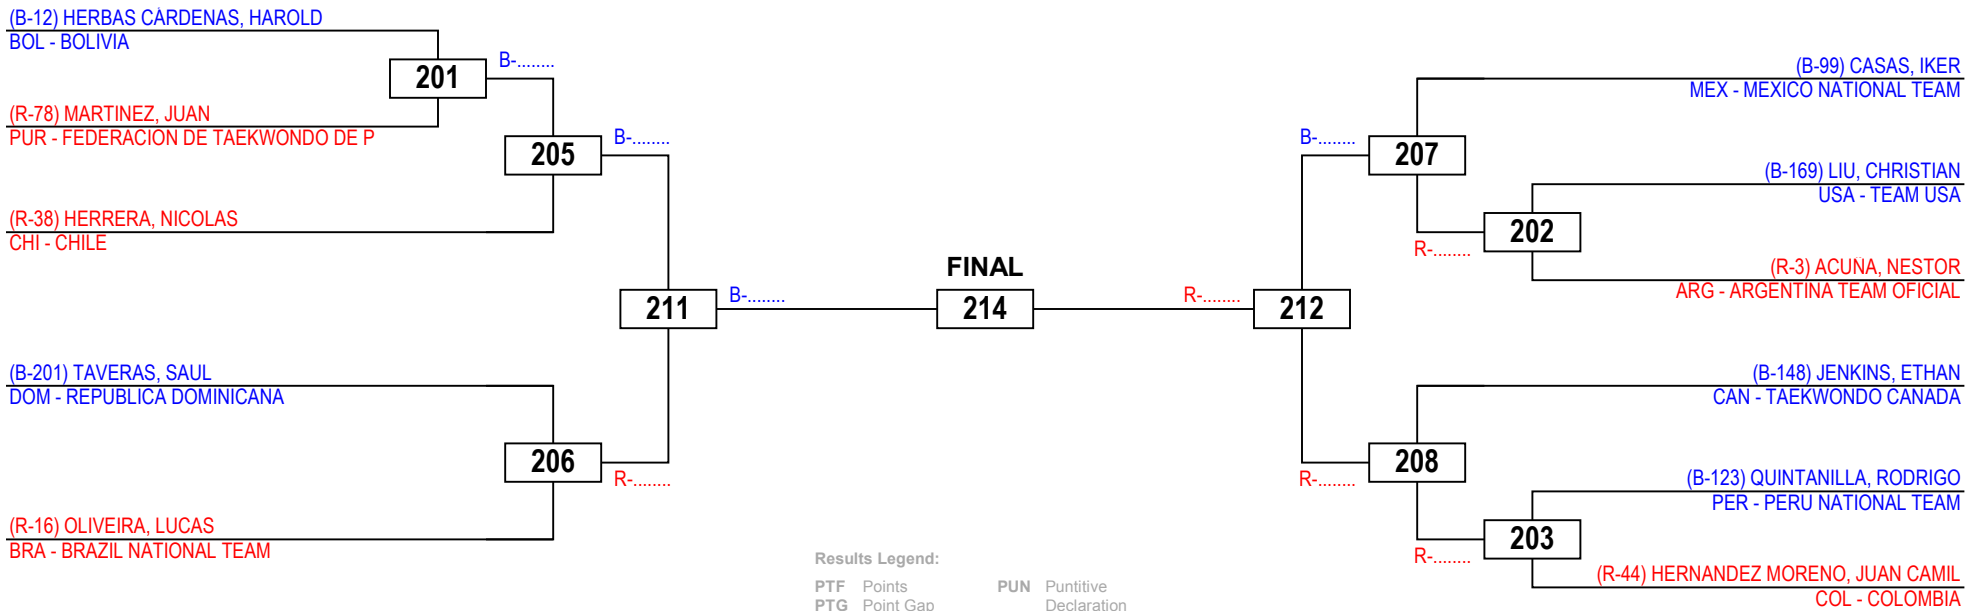 (B-12) HERBAS CÁRDENAS, HAROLD
BOL - BOLIVIA
201
B-........
(R-78) MARTINEZ, JUAN
PUR - FEDERACION DE TAEKWONDO DE P
205
B-........
(R-38) HERRERA, NICOLAS
CHI - CHILE
211
B-........
(B-201) TAVERAS, SAUL
DOM - REPUBLICA DOMINICANA
206
R-........
(R-16) OLIVEIRA, LUCAS
BRA - BRAZIL NATIONAL TEAM
FINAL
214
(B-99) CASAS, IKER
MEX - MEXICO NATIONAL TEAM
B-........
207
(B-169) LIU, CHRISTIAN
USA - TEAM USA
202
R-........
(R-3) ACUÑA, NESTOR
ARG - ARGENTINA TEAM OFICIAL
R-........
212
(B-148) JENKINS, ETHAN
CAN - TAEKWONDO CANADA
208
R-........
(B-123) QUINTANILLA, RODRIGO
PER - PERU NATIONAL TEAM
203
R-........
(R-44) HERNANDEZ MORENO, JUAN CAMIL
COL - COLOMBIA
Results Legend:
PTF Points PUN Puntitive
PTG Point Gap Declaration